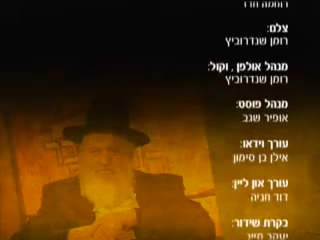 צלם:
רומן שנדרוביץ
מנהל אולפן , וקול:
רומן שנדרוביץ
מנהל פוסט:
אופיר שגב
עורך וידאו:
אילן בן סימון
עורך און ליין:
דוד חניה
בקרת שידור: